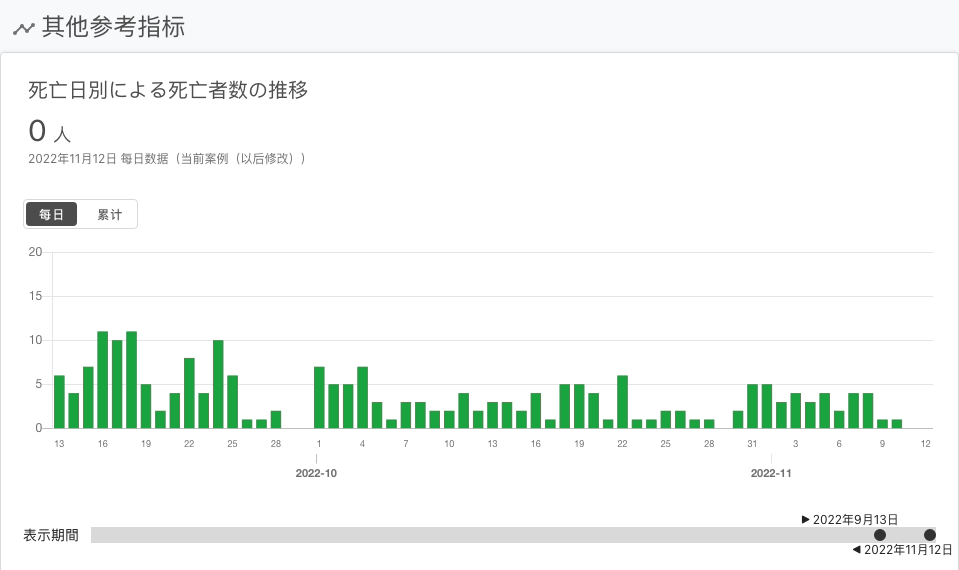 其他参考指标
死亡日別による死亡者数の推移
0 人
2022年11月12日 每日数据（当前案例（以后修改））
每日 累计
20
15
10
5
0
13 16 19 22 25 28 1 4 7 10 13 16 19 22 25 28 31 3 6 9 12
2022-10 2022-11
▶ 2022年9月13日
表示期間
◀ 2022年11月12日